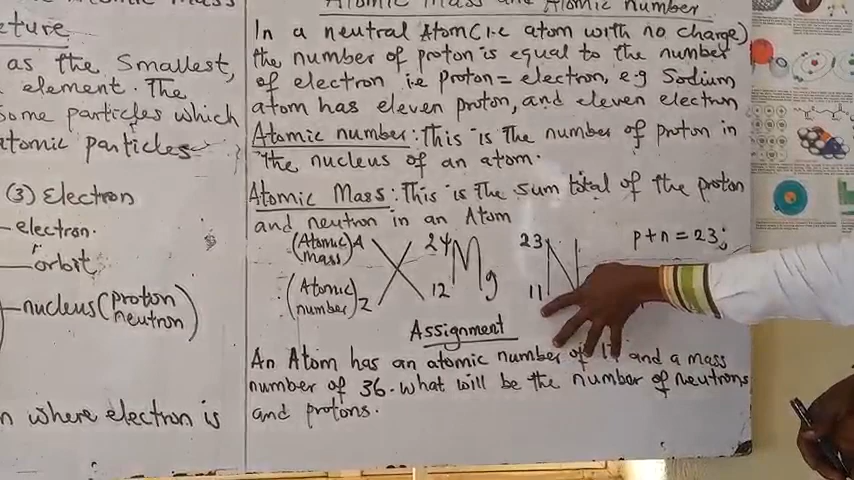 Atomic Mass and Atomic number
In a neutral Atom (i.e atom with no charge)
the number of proton is equal to the number
of electron i.e proton = electron, e.g Sodium
atom has eleven proton, and eleven electron
Atomic number: This is the number of proton in
the nucleus of an atom.
Atomic Mass: This is the sum total of the proton
and neutron in an Atom
(Atomic mass) A
X
(Atomic number) Z
24
Mg
12
23
N
11
p+n = 23;
Assignment
An Atom has an atomic number of 17 and a mass
number of 36. what will be the number of neutrons
and protons.
as the Smallest,
element. The
some particles which
atomic particles
(3) Electron
electron.
orbit
nucleus (proton
neutron)
where electron is